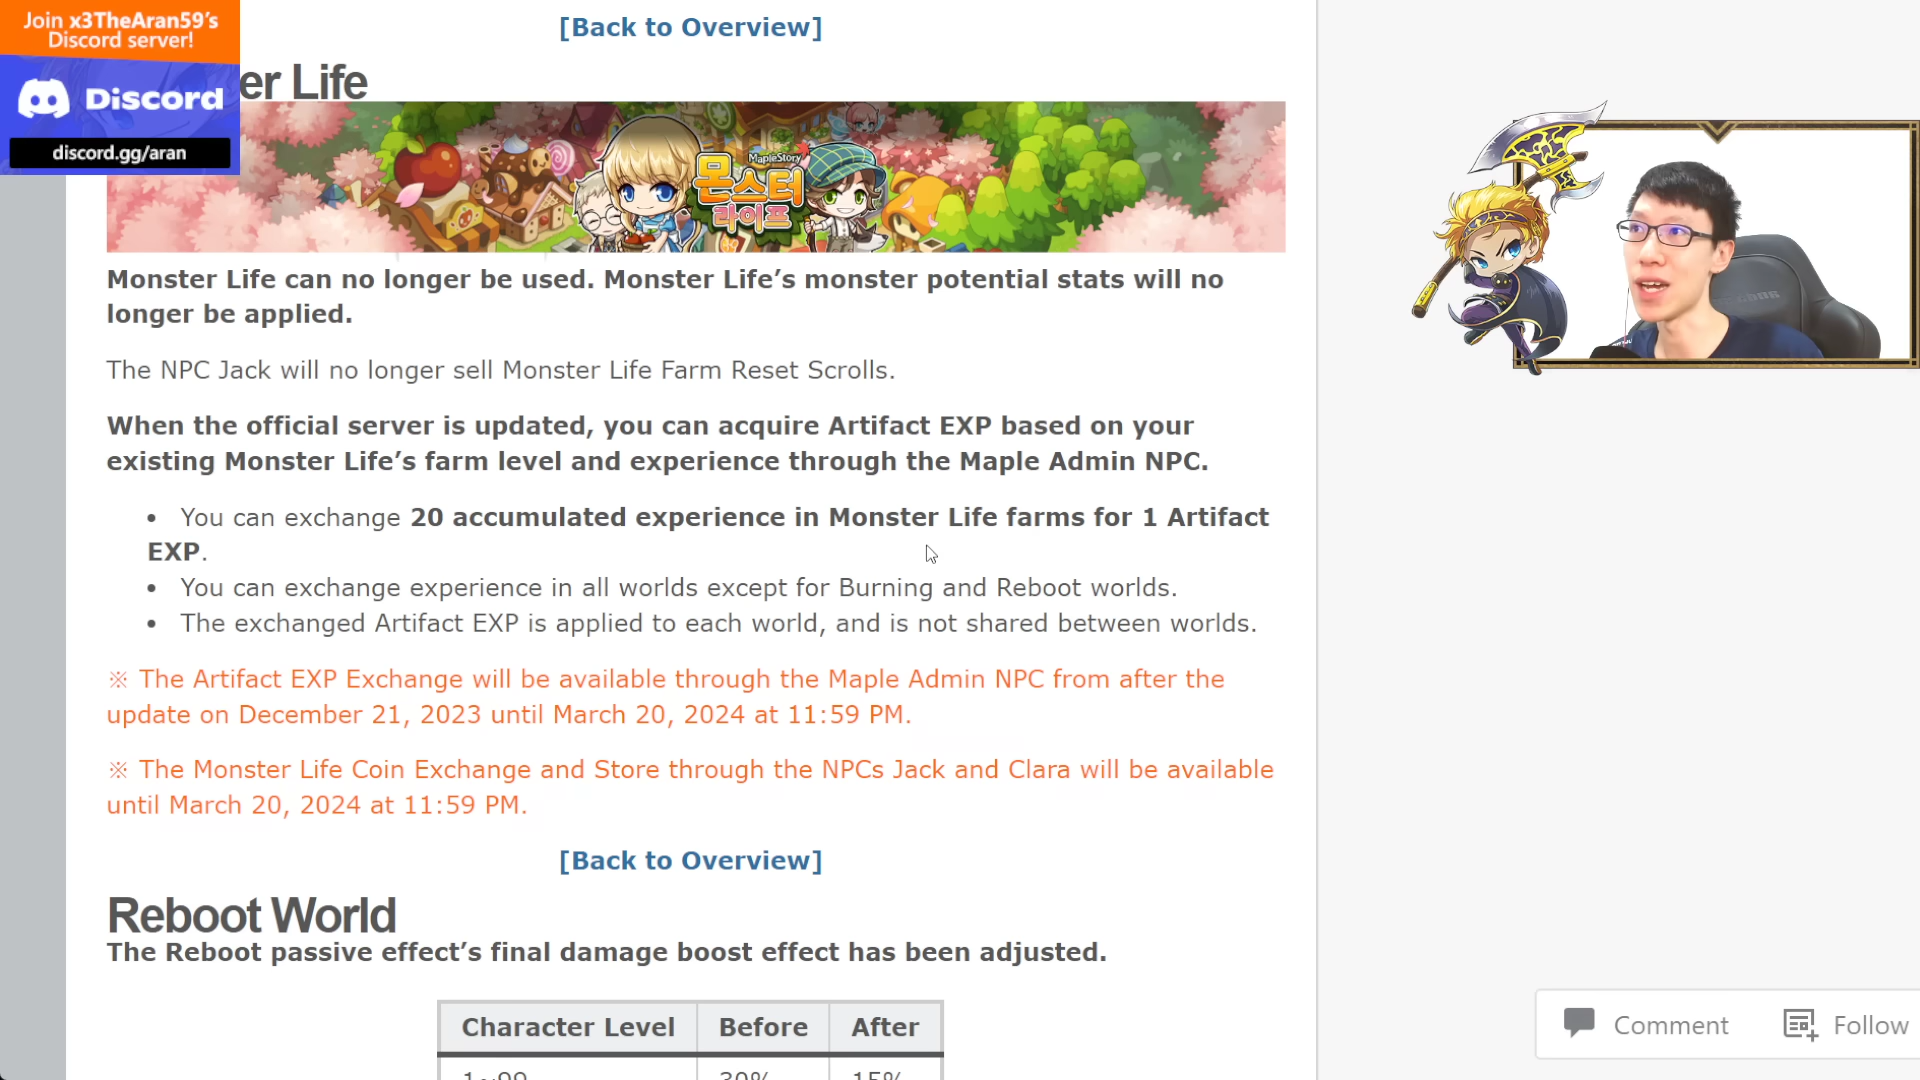 Join x3TheAran59's
Discord server!
Discord
discord.gg/aran
[Back to Overview]
er Life
MapleStory
몬스터
라이프
Monster Life can no longer be used. Monster Life’s monster potential stats will no
longer be applied.
The NPC Jack will no longer sell Monster Life Farm Reset Scrolls.
When the official server is updated, you can acquire Artifact EXP based on your
existing Monster Life’s farm level and experience through the Maple Admin NPC.
• You can exchange 20 accumulated experience in Monster Life farms for 1 Artifact
EXP.
• You can exchange experience in all worlds except for Burning and Reboot worlds.
• The exchanged Artifact EXP is applied to each world, and is not shared between worlds.
※ The Artifact EXP Exchange will be available through the Maple Admin NPC from after the
update on December 21, 2023 until March 20, 2024 at 11:59 PM.
※ The Monster Life Coin Exchange and Store through the NPCs Jack and Clara will be available
until March 20, 2024 at 11:59 PM.
[Back to Overview]
Reboot World
The Reboot passive effect’s final damage boost effect has been adjusted.
Character Level Before After
1~99 30% 15%
Comment Follow